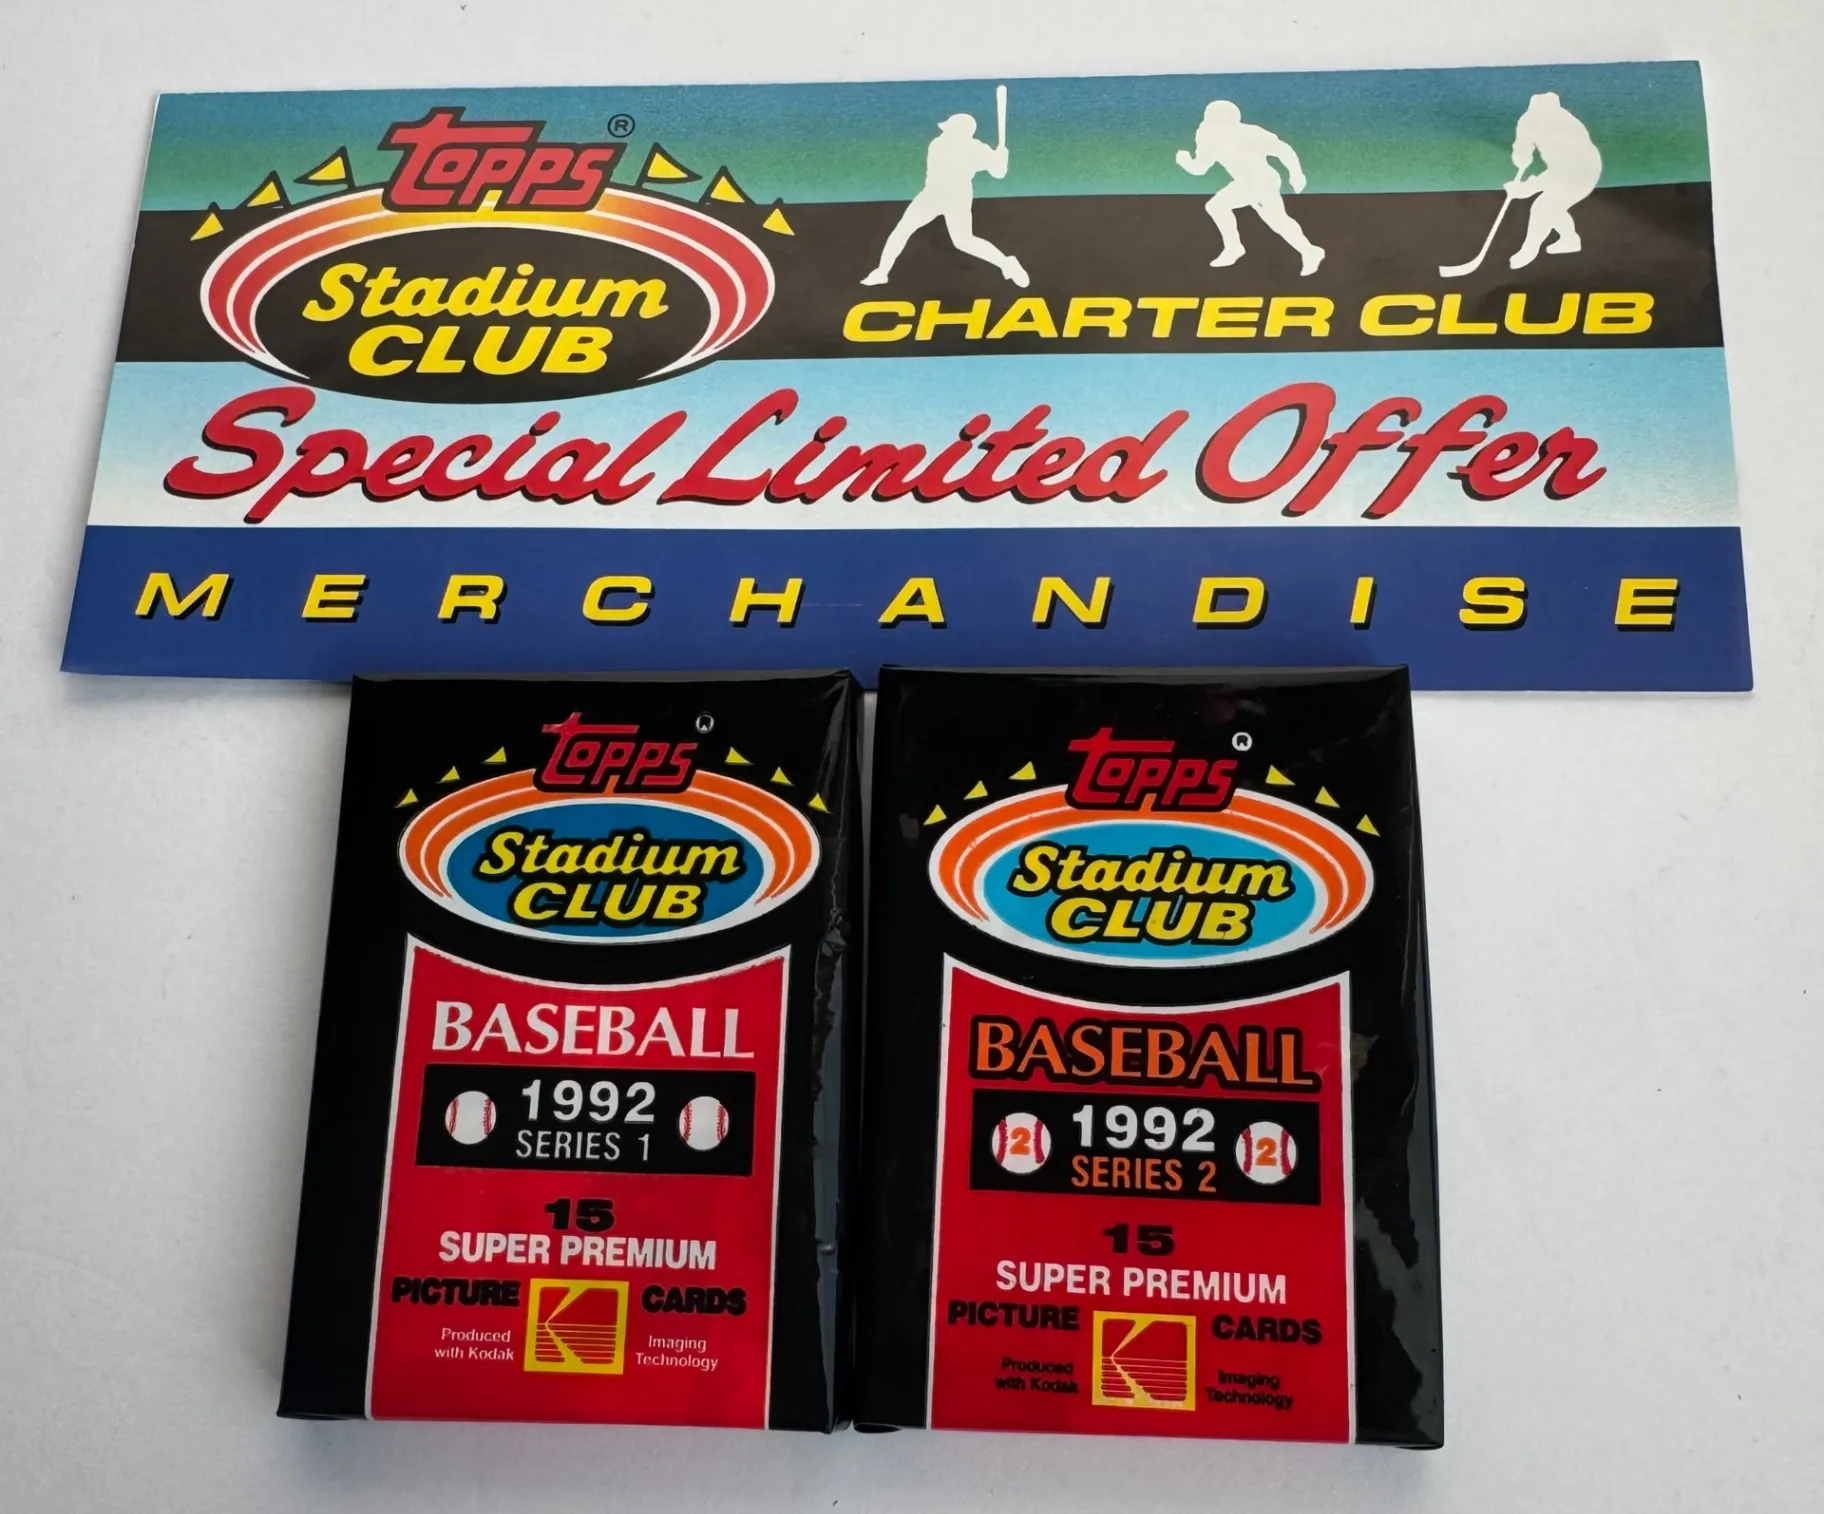 Topps®
Stadium
CLUB
CHARTER CLUB
Special Limited Offer
MERCHANDISE
Topps®
Stadium
CLUB
BASEBALL
1992
SERIES 1
15
SUPER PREMIUM
PICTURE CARDS
Produced
with Kodak
Imaging
Technology
Topps®
Stadium
CLUB
BASEBALL
2 1992 2
SERIES 2
15
SUPER PREMIUM
PICTURE CARDS
Produced
with Kodak
Imaging
Technology